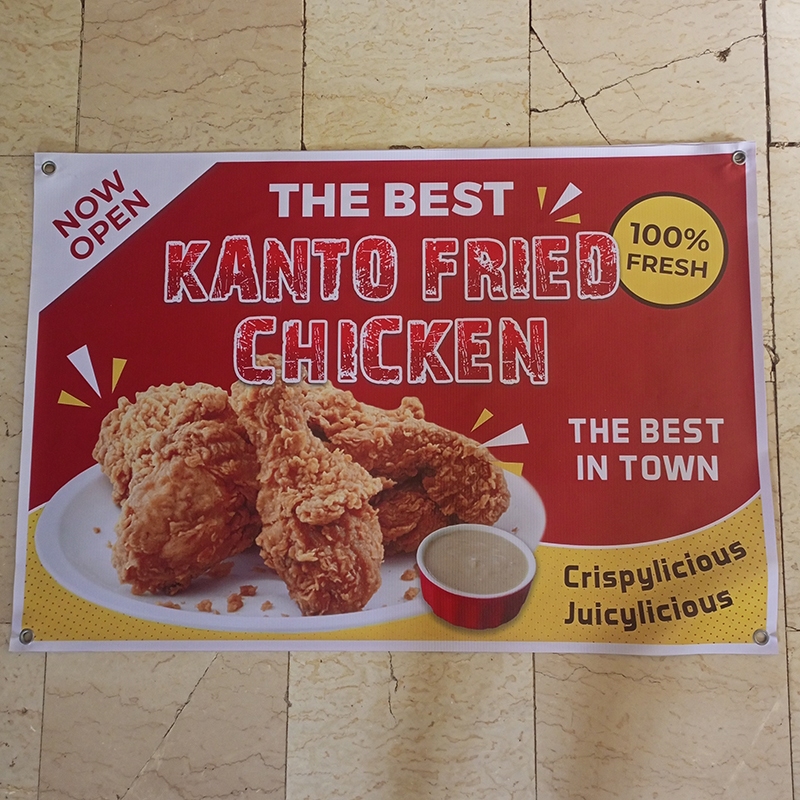 NOW
OPEN
THE BEST
KANTO FRIED
CHICKEN
100%
FRESH
THE BEST
IN TOWN
Crispylicious
Juicylicious